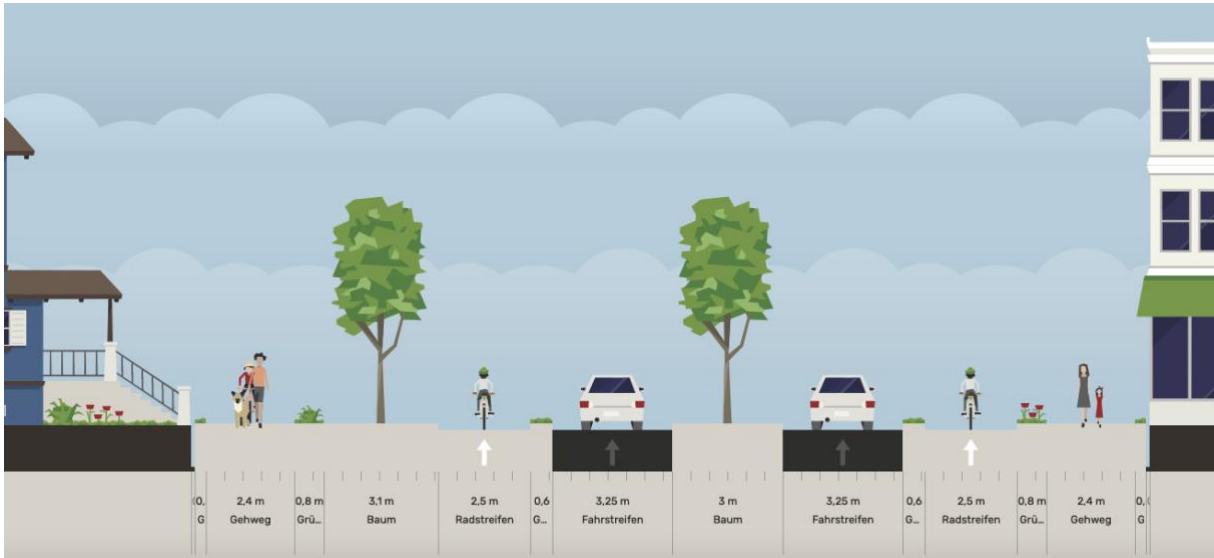 0,
G
2,4 m
Gehweg
0,8 m
Grü...
3,1 m
Baum
2,5 m
Radstreifen
0,6
G...
3,25 m
Fahrstreifen
3 m
Baum
3,25 m
Fahrstreifen
0,6
G...
2,5 m
Radstreifen
0,8 m
Grü...
2,4 m
Gehweg
0,
G